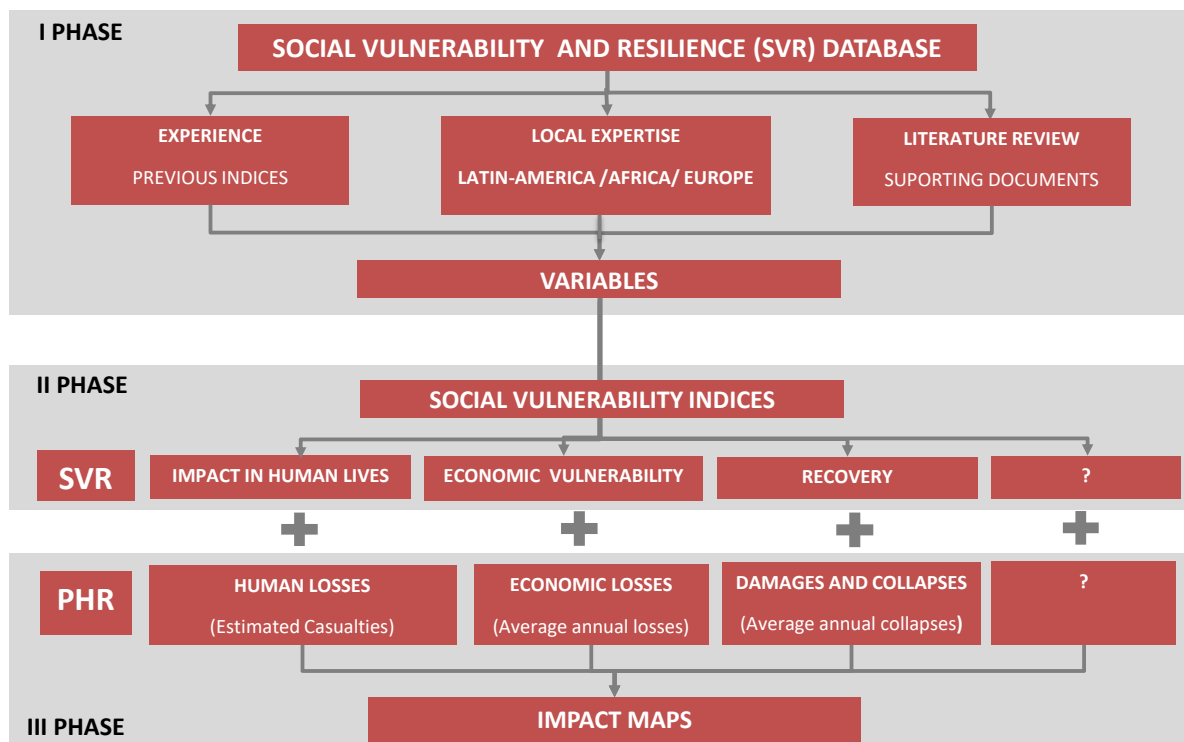 I PHASE
SOCIAL VULNERABILITY AND RESILIENCE (SVR) DATABASE
EXPERIENCE
PREVIOUS INDICES
LOCAL EXPERTISE
LATIN-AMERICA /AFRICA/ EUROPE
LITERATURE REVIEW
SUPORTING DOCUMENTS
VARIABLES
II PHASE
SOCIAL VULNERABILITY INDICES
SVR
IMPACT IN HUMAN LIVES
ECONOMIC VULNERABILITY
RECOVERY
?
PHR
HUMAN LOSSES
(Estimated Casualties)
ECONOMIC LOSSES
(Average annual losses)
DAMAGES AND COLLAPSES
(Average annual collapses)
?
IMPACT MAPS
III PHASE